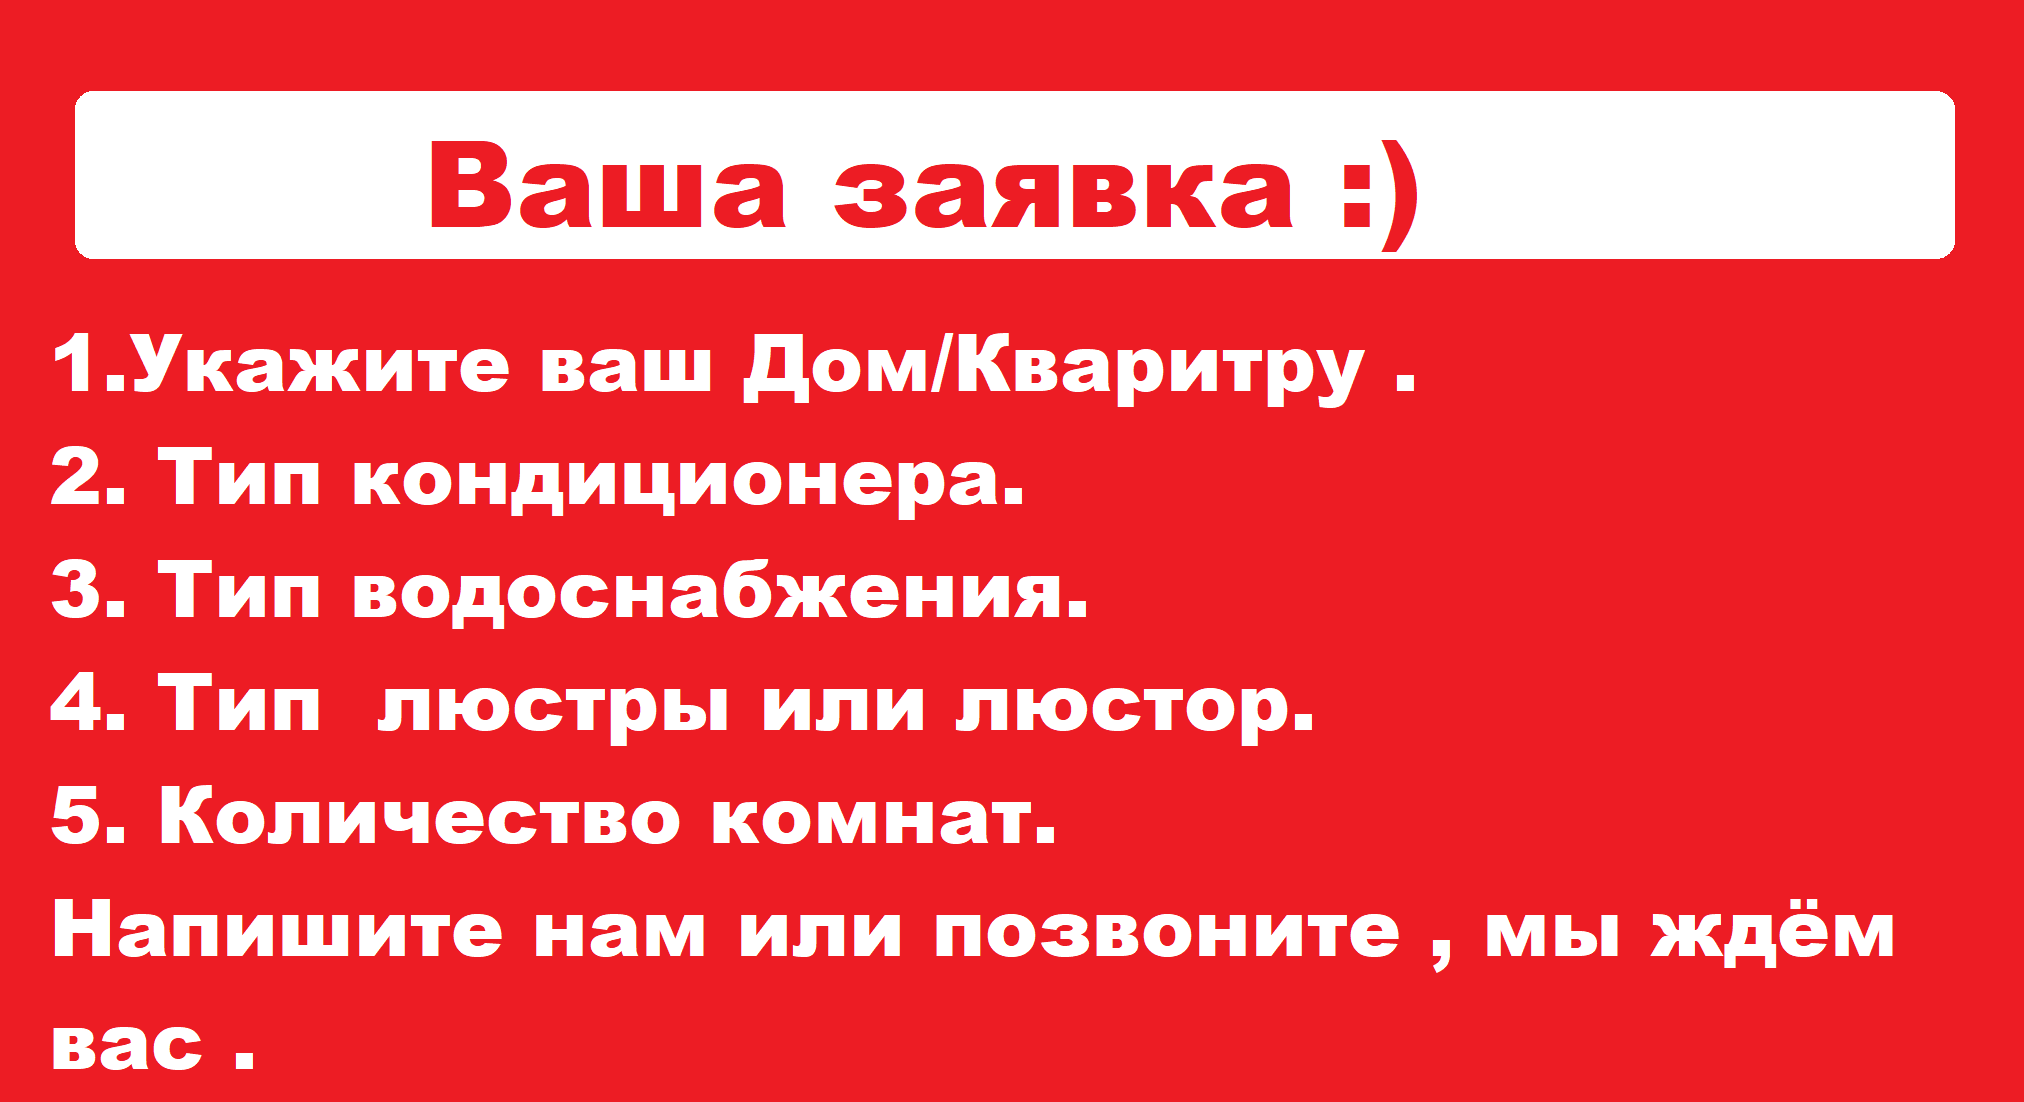 Ваша заявка :)
1.Укажите ваш Дом/Кваритру .
2. Тип кондиционера.
3. Тип водоснабжения.
4. Тип  люстры или люстор.
5. Количество комнат.
Напишите нам или позвоните , мы ждём
вас .